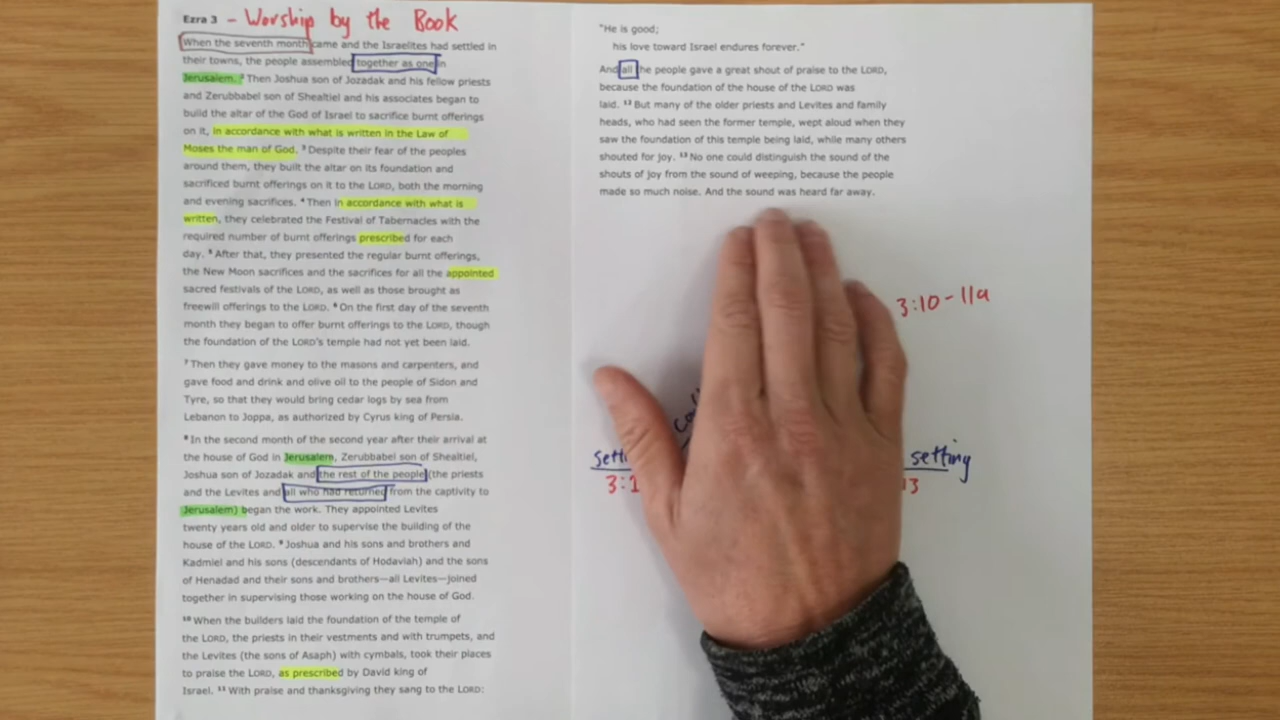 Ezra 3 - Worship by the Book
When the seventh month came and the Israelites had settled in
their towns, the people assembled together as one in
Jerusalem. ² Then Joshua son of Jozadak and his fellow priests
and Zerubbabel son of Shealtiel and his associates began to
build the altar of the God of Israel to sacrifice burnt offerings
on it, in accordance with what is written in the Law of
Moses the man of God. ³ Despite their fear of the peoples
around them, they built the altar on its foundation and
sacrificed burnt offerings on it to the LORD, both the morning
and evening sacrifices. ⁴ Then in accordance with what is
written, they celebrated the Festival of Tabernacles with the
required number of burnt offerings prescribed for each
day. ⁵ After that, they presented the regular burnt offerings,
the New Moon sacrifices and the sacrifices for all the appointed
sacred festivals of the LORD, as well as those brought as
freewill offerings to the LORD. ⁶ On the first day of the seventh
month they began to offer burnt offerings to the LORD, though
the foundation of the LORD's temple had not yet been laid.
⁷ Then they gave money to the masons and carpenters, and
gave food and drink and olive oil to the people of Sidon and
Tyre, so that they would bring cedar logs by sea from
Lebanon to Joppa, as authorized by Cyrus king of Persia.
⁸ In the second month of the second year after their arrival at
the house of God in Jerusalem, Zerubbabel son of Shealtiel,
Joshua son of Jozadak and the rest of the people (the priests
and the Levites and all who had returned from the captivity to
Jerusalem) began the work. They appointed Levites
twenty years old and older to supervise the building of the
house of the LORD. ⁹ Joshua and his sons and brothers and
Kadmiel and his sons (descendants of Hodaviah) and the sons
of Henadad and their sons and brothers—all Levites—joined
together in supervising those working on the house of God.
¹⁰ When the builders laid the foundation of the temple of
the LORD, the priests in their vestments and with trumpets, and
the Levites (the sons of Asaph) with cymbals, took their places
to praise the LORD, as prescribed by David king of
Israel. ¹¹ With praise and thanksgiving they sang to the LORD:
"He is good;
his love toward Israel endures forever."
And all the people gave a great shout of praise to the LORD,
because the foundation of the house of the LORD was
laid. ¹² But many of the older priests and Levites and family
heads, who had seen the former temple, wept aloud when they
saw the foundation of this temple being laid, while many others
shouted for joy. ¹³ No one could distinguish the sound of the
shouts of joy from the sound of weeping, because the people
made so much noise. And the sound was heard far away.
3:10-11a
setting
13
3:1